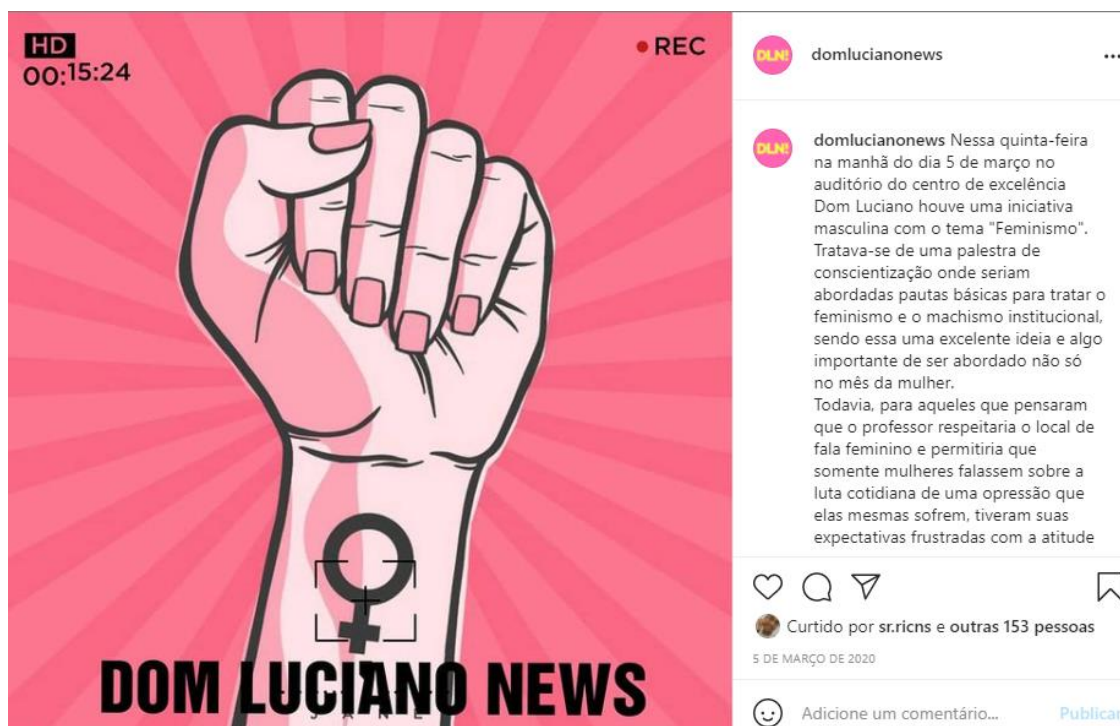 HD
00:15:24
REC
DOM LUCIANO NEWS
JANE
DLN!
domlucianonews
DLN!
domlucianonews Nessa quinta-feira
na manhã do dia 5 de março no
auditório do centro de excelência
Dom Luciano houve uma iniciativa
masculina com o tema "Feminismo".
Tratava-se de uma palestra de
conscientização onde seriam
abordadas pautas básicas para tratar o
feminismo e o machismo institucional,
sendo essa uma excelente ideia e algo
importante de ser abordado não só
no mês da mulher.
Todavia, para aqueles que pensaram
que o professor respeitaria o local de
fala feminino e permitiria que
somente mulheres falassem sobre a
luta cotidiana de uma opressão que
elas mesmas sofrem, tiveram suas
expectativas frustradas com a atitude
Curtido por sr.ricns e outras 153 pessoas
5 DE MARÇO DE 2020
Adicione um comentário... Publicar